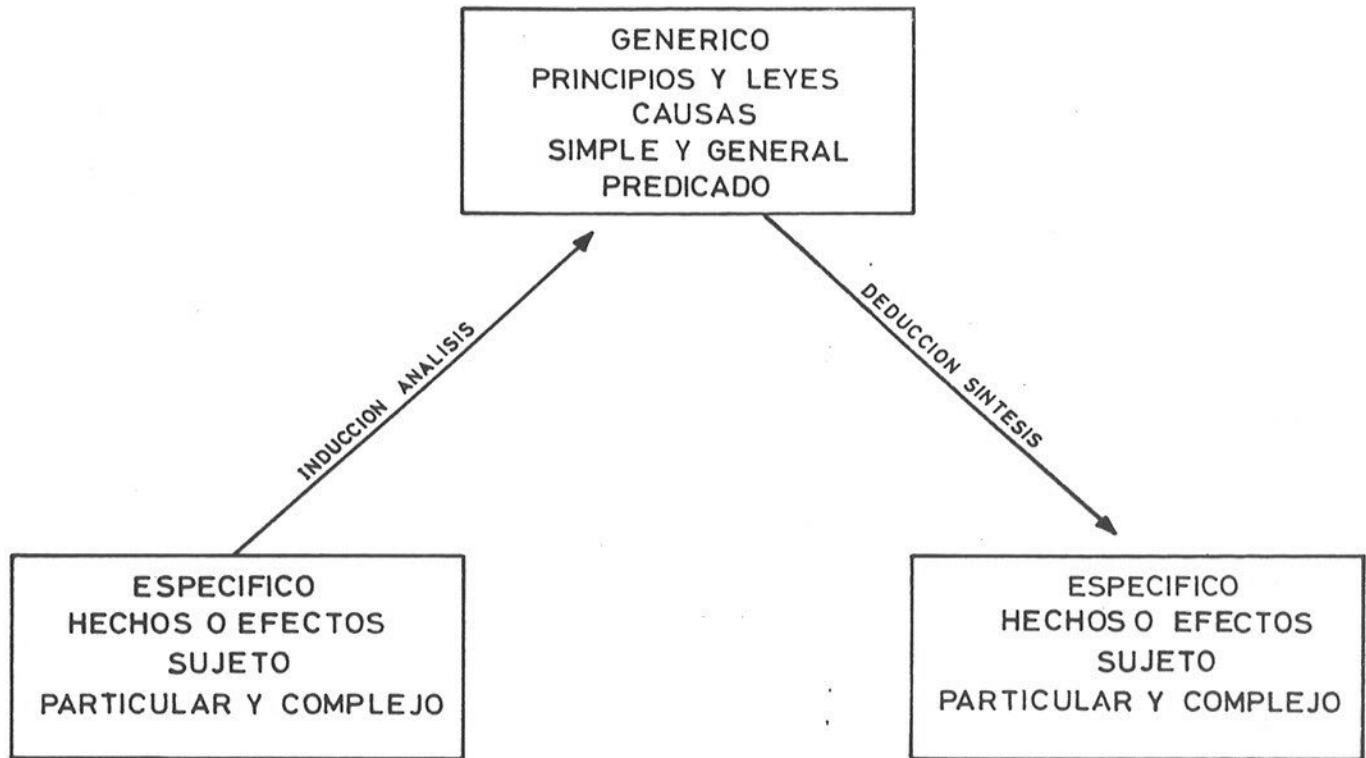 GENERICO
PRINCIPIOS Y LEYES
CAUSAS
SIMPLE Y GENERAL
PREDICADO
INDUCCION ANALISIS
DEDUCCION SINTESIS
ESPECIFICO
HECHOS O EFECTOS
SUJETO
PARTICULAR Y COMPLEJO
ESPECIFICO
HECHOS O EFECTOS
SUJETO
PARTICULAR Y COMPLEJO